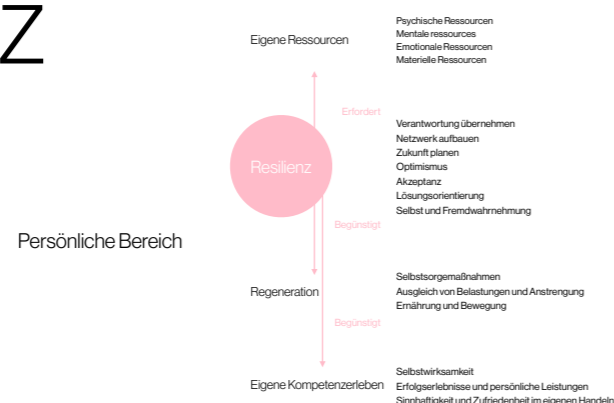 Z
Eigene Ressourcen
Psychische Ressourcen
Mentale ressources
Emotionale Ressourcen
Materielle Ressourcen
Erfordert
Resilienz
Verantwortung übernehmen
Netzwerk aufbauen
Zukunft planen
Optimismus
Akzeptanz
Lösungsorientierung
Selbst und Fremdwahrnehmung
Begünstigt
Persönliche Bereich
Regeneration
Selbstsorgemaßnahmen
Ausgleich von Belastungen und Anstrengung
Ernährung und Bewegung
Begünstigt
Eigene Kompetenzerleben
Selbstwirksamkeit
Erfolgserlebnisse und persönliche Leistungen
Sinnhaftigkeit und Zufriedenheit im eigenen Handeln